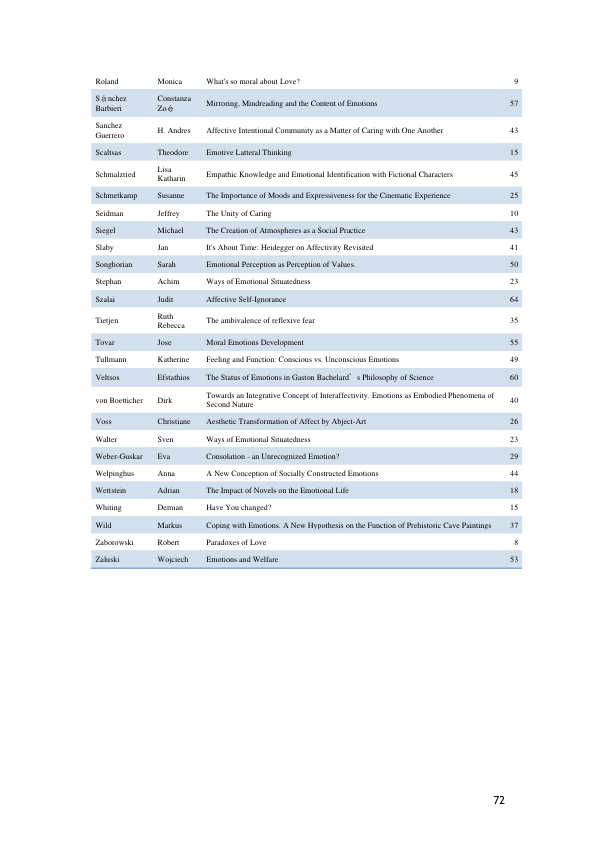 Roland Monica What's so moral about Love? 9
Sánchez Constanza
Barbieri Zoé Mirroring, Mindreading and the Content of Emotions 57
Sanchez
Guerrero H. Andres Affective Intentional Community as a Matter of Caring with One Another 43
Scaltsas Theodore Emotive Latteral Thinking 15
Schmalzried Lisa
Katharin Empathic Knowledge and Emotional Identification with Fictional Characters 45
Schmetkamp Susanne The Importance of Moods and Expressiveness for the Cinematic Experience 25
Seidman Jeffrey The Unity of Caring 10
Siegel Michael The Creation of Atmospheres as a Social Practice 43
Slaby Jan It's About Time: Heidegger on Affectivity Revisited 41
Songhorian Sarah Emotional Perception as Perception of Values. 50
Stephan Achim Ways of Emotional Situatedness 23
Szalai Judit Affective Self-Ignorance 64
Tietjen Ruth
Rebecca The ambivalence of reflexive fear 35
Tovar Jose Moral Emotions Development 55
Tullmann Katherine Feeling and Function: Conscious vs. Unconscious Emotions 49
Veltsos Efstathios The Status of Emotions in Gaston Bachelard’s Philosophy of Science 60
von Boetticher Dirk Towards an Integrative Concept of Interaffectivity. Emotions as Embodied Phenomena of
Second Nature 40
Voss Christiane Aesthetic Transformation of Affect by Abject-Art 26
Walter Sven Ways of Emotional Situatedness 23
Weber-Guskar Eva Consolation - an Unrecognized Emotion? 29
Welpinghus Anna A New Conception of Socially Constructed Emotions 44
Wettstein Adrian The Impact of Novels on the Emotional Life 18
Whiting Demian Have You changed? 15
Wild Markus Coping with Emotions. A New Hypothesis on the Function of Prehistoric Cave Paintings 37
Zaborowski Robert Paradoxes of Love 8
Zaluski Wojciech Emotions and Welfare 53
72